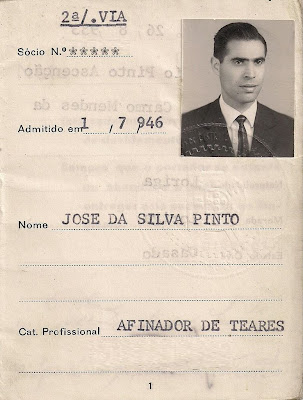 2ª/. VIA
Sócio N.º *****
Admitido em 1 / 7 /946
Nome JOSE DA SILVA PINTO
Cat. Profissional AFINADOR DE TEARES
1